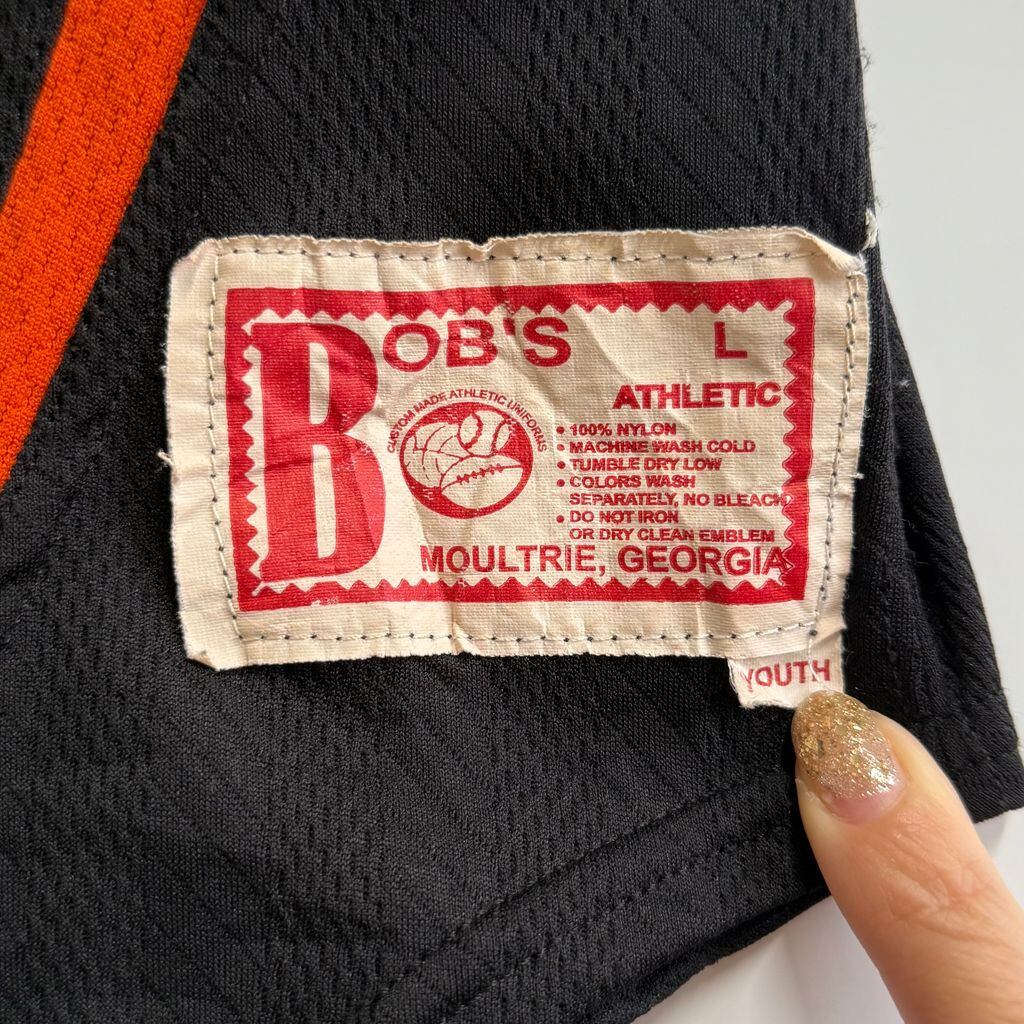 BOB'S L
ATHLETIC
CUSTOM MADE ATHLETIC UNIFORMS
• 100% NYLON
• MACHINE WASH COLD
• TUMBLE DRY LOW
• COLORS WASH
SEPARATELY, NO BLEACH
• DO NOT IRON
OR DRY CLEAN EMBLEM
MOULTRIE, GEORGIA
YOUTH